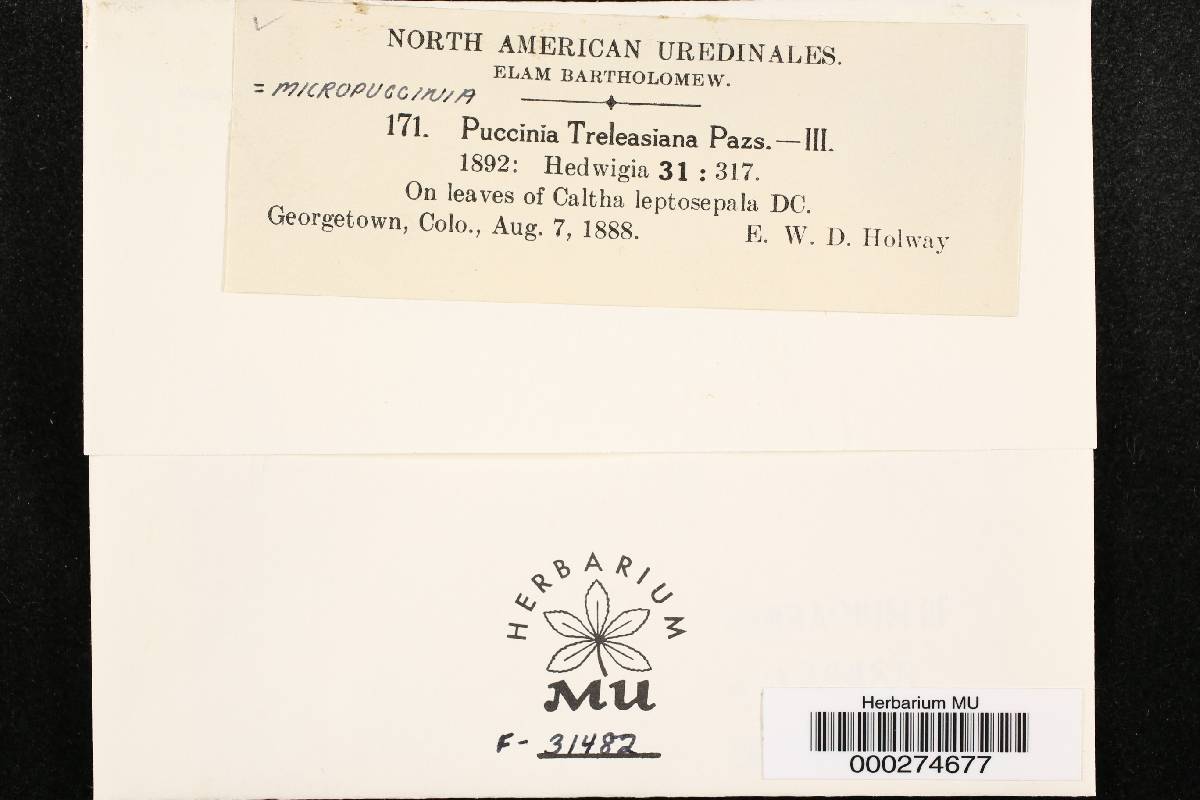 NORTH AMERICAN UREDINALES.
ELAM BARTHOLOMEW.
= MICROPUCCINIA
171. Puccinia Treleasiana Pazs.—III.
1892: Hedwigia 31 : 317.
On leaves of Caltha leptosepala DC.
Georgetown, Colo., Aug. 7, 1888. E. W. D. Holway
HERBARIUM
MU
F- 31482
Herbarium MU
000274677